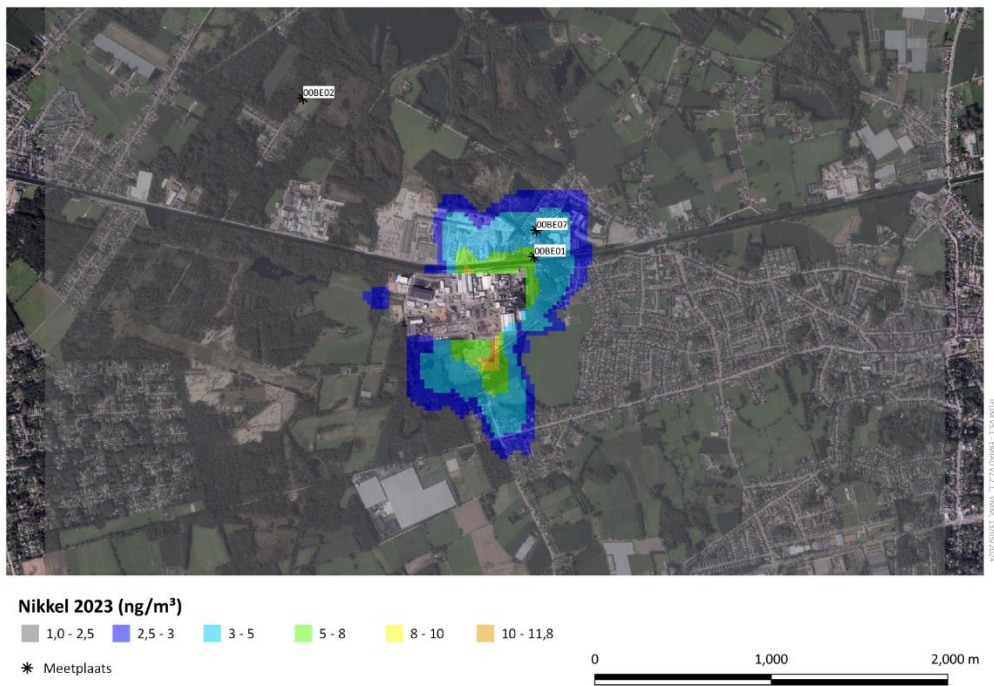 00BE02
00BE07
00BE01
Nikkel 2023 (ng/m³)
1,0 - 2,5
2,5 - 3
3 - 5
5 - 8
8 - 10
10 - 11,8
Meetplaats
0
1,000
2,000 m